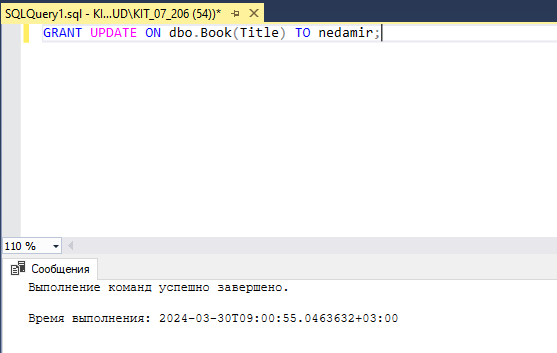 SQLQuery1.sql - KI...UD\KIT_07_206 (54))*
GRANT UPDATE ON dbo.Book(Title) TO nedamir;
110 %
Сообщения
Выполнение команд успешно завершено.
Время выполнения: 2024-03-30T09:00:55.0463632+03:00